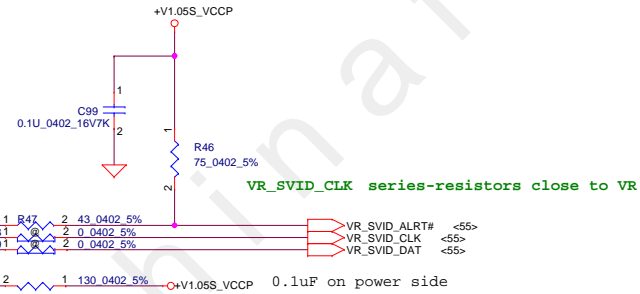 +V1.05S_VCCP
1
C99
0.1U_0402_16V7K
2
1
R46
75_0402_5%
2
VR_SVID_CLK series-resistors close to VR
1 R47 2 43_0402_5%
1 @ 2 0_0402_5%
1 @ 2 0_0402_5%
VR_SVID_ALRT# <55>
VR_SVID_CLK <55>
VR_SVID_DAT <55>
2 1 130_0402_5% +V1.05S_VCCP 0.1uF on power side